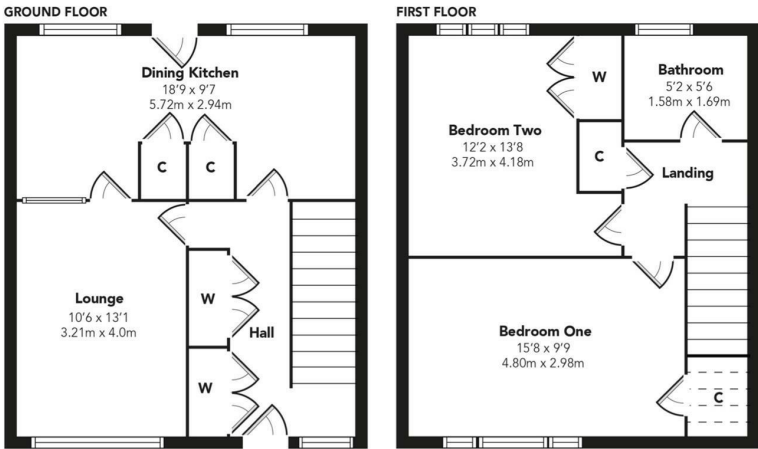 GROUND FLOOR
Dining Kitchen
18'9 x 9'7
5.72m x 2.94m
C
C
Lounge
10'6 x 13'1
3.21m x 4.0m
W
Hall
W
FIRST FLOOR
W
Bathroom
5'2 x 5'6
1.58m x 1.69m
Bedroom Two
12'2 x 13'8
3.72m x 4.18m
C
Landing
Bedroom One
15'8 x 9'9
4.80m x 2.98m
C